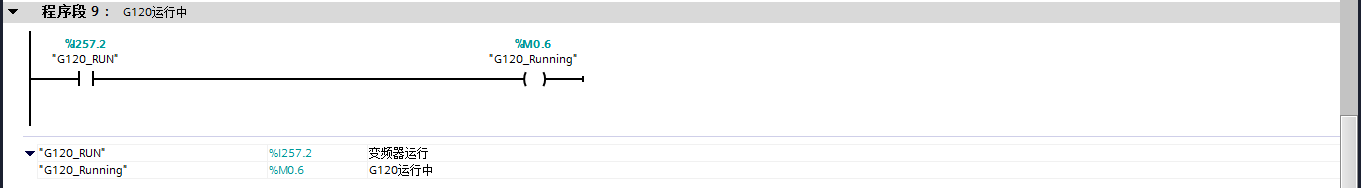 程序段 9： G120运行中
%I257.2 %M0.6
"G120_RUN" "G120_Running"
"G120_RUN" %I257.2 变频器运行
"G120_Running" %M0.6 G120运行中